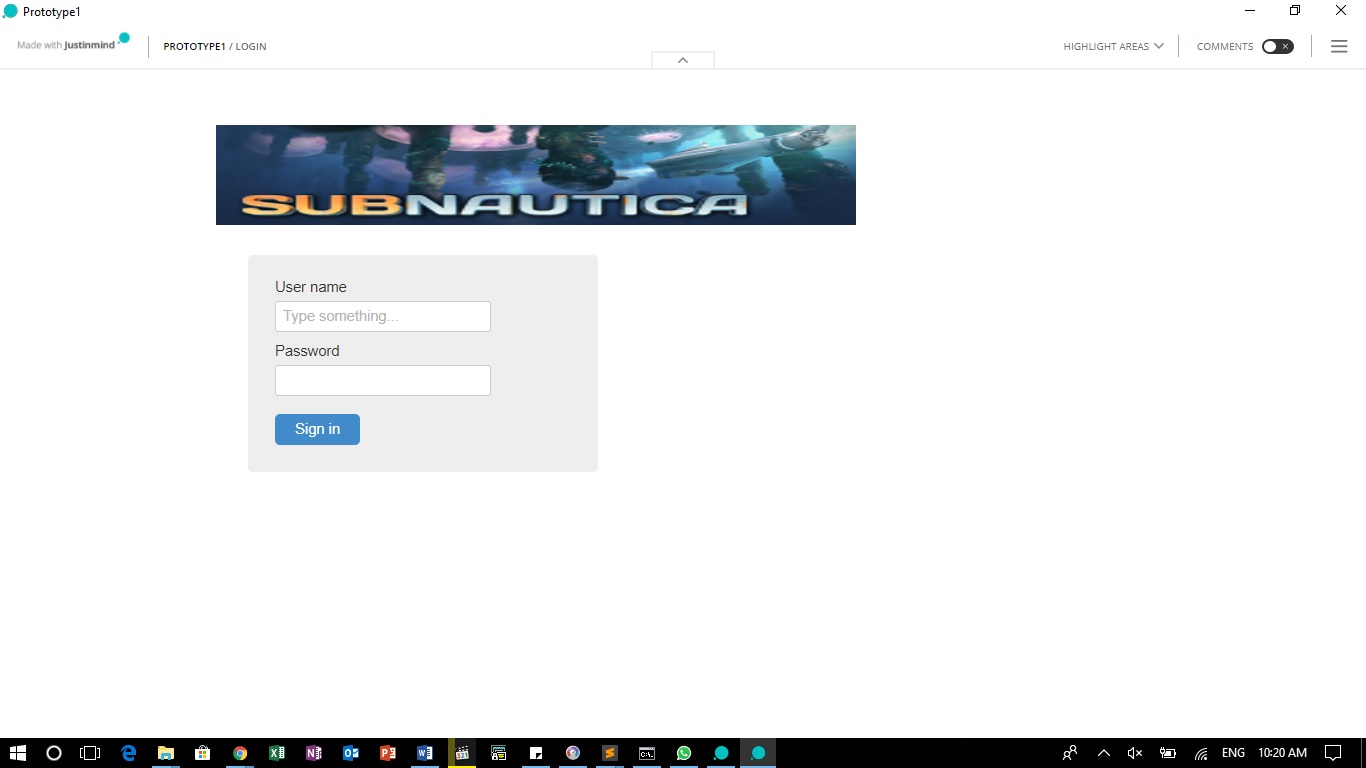 Prototype1
Made with Justinmind
PROTOTYPE1 / LOGIN
HIGHLIGHT AREAS
COMMENTS
SUBNAUTICA
User name
Type something...
Password
Sign in
ENG
10:20 AM